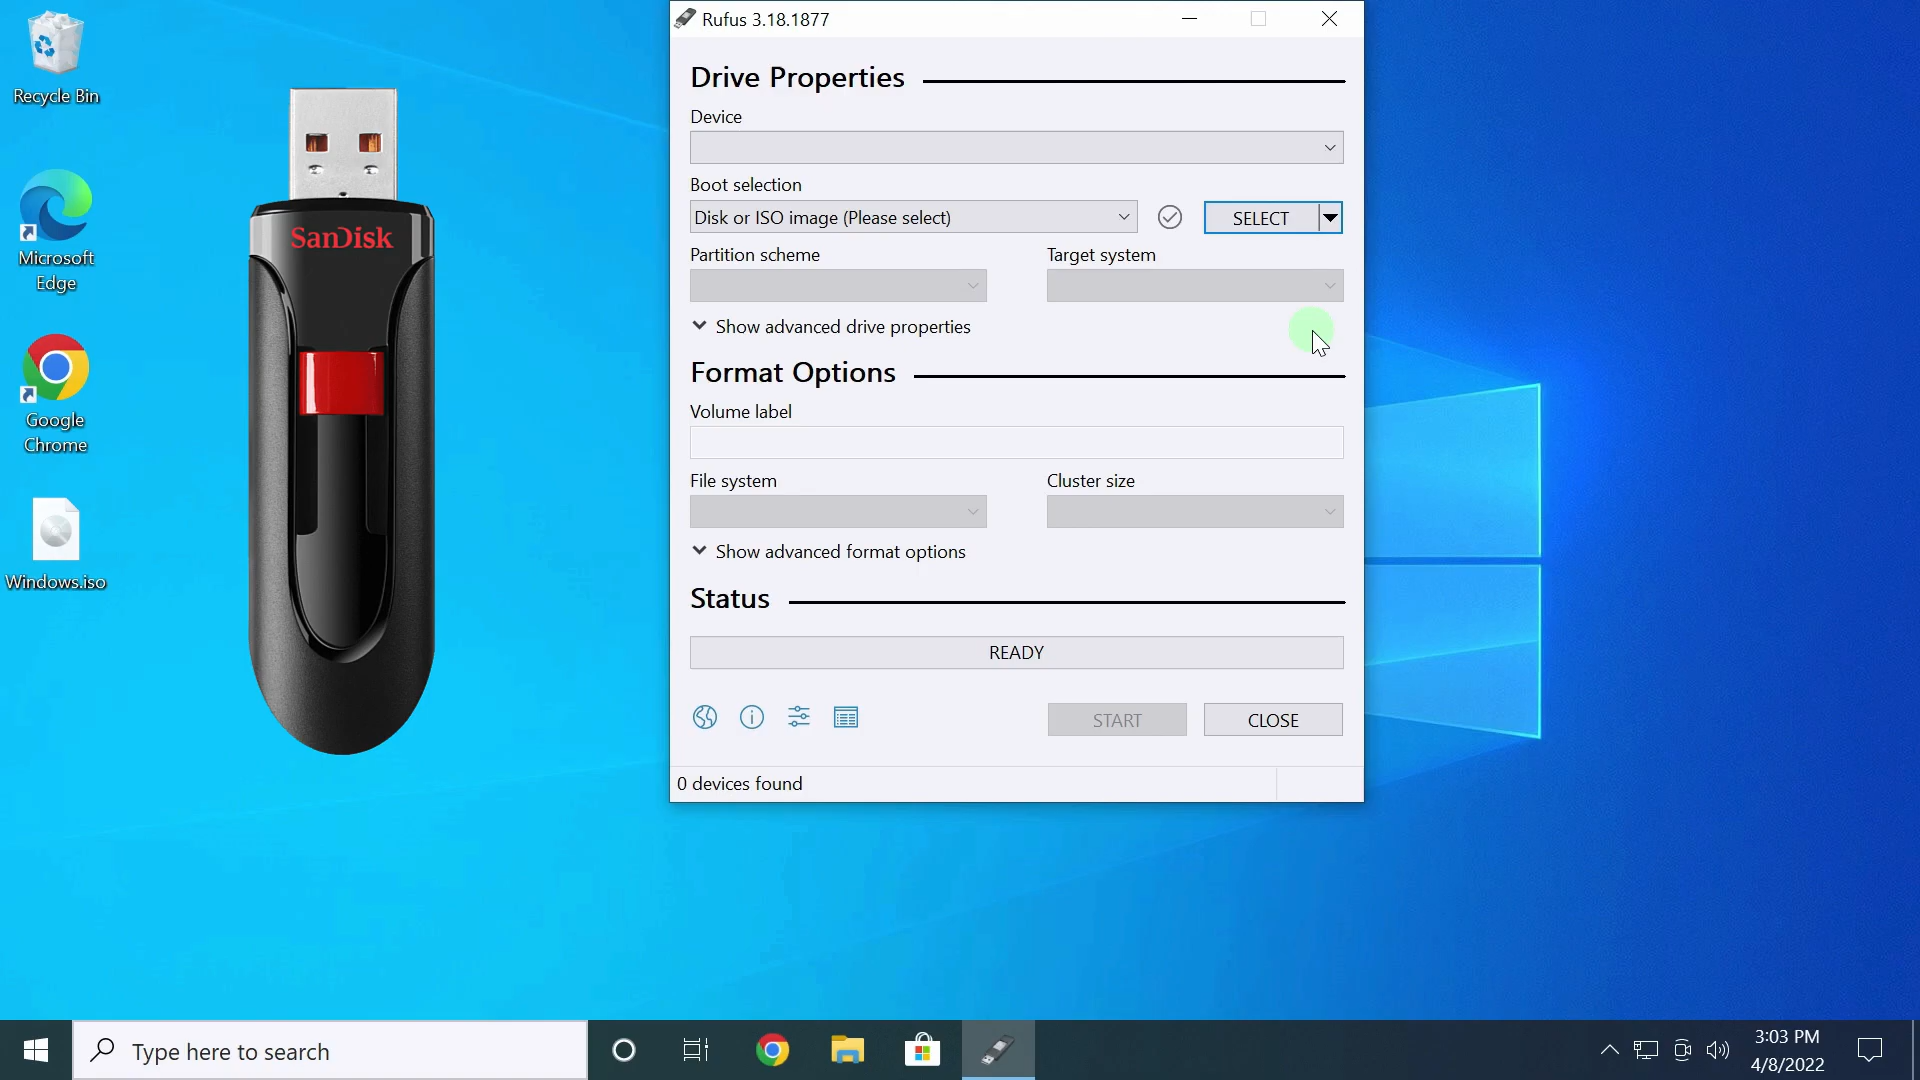 Recycle Bin
Microsoft
Edge
Google
Chrome
Windows.iso
SanDisk
Rufus 3.18.1877
Drive Properties
Device
Boot selection
Disk or ISO image (Please select)
SELECT
Partition scheme
Target system
Show advanced drive properties
Format Options
Volume label
File system
Cluster size
Show advanced format options
Status
READY
START
CLOSE
0 devices found
Type here to search
3:03 PM
4/8/2022